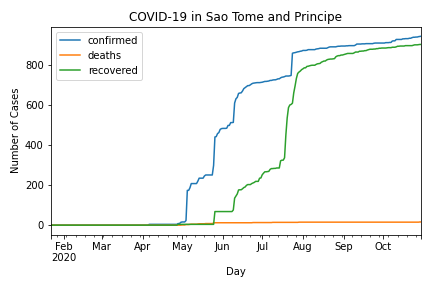 COVID-19 in Sao Tome and Principe
confirmed
deaths
recovered
Number of Cases
800
600
400
200
0
Feb Mar Apr May Jun Jul Aug Sep Oct
2020
Day